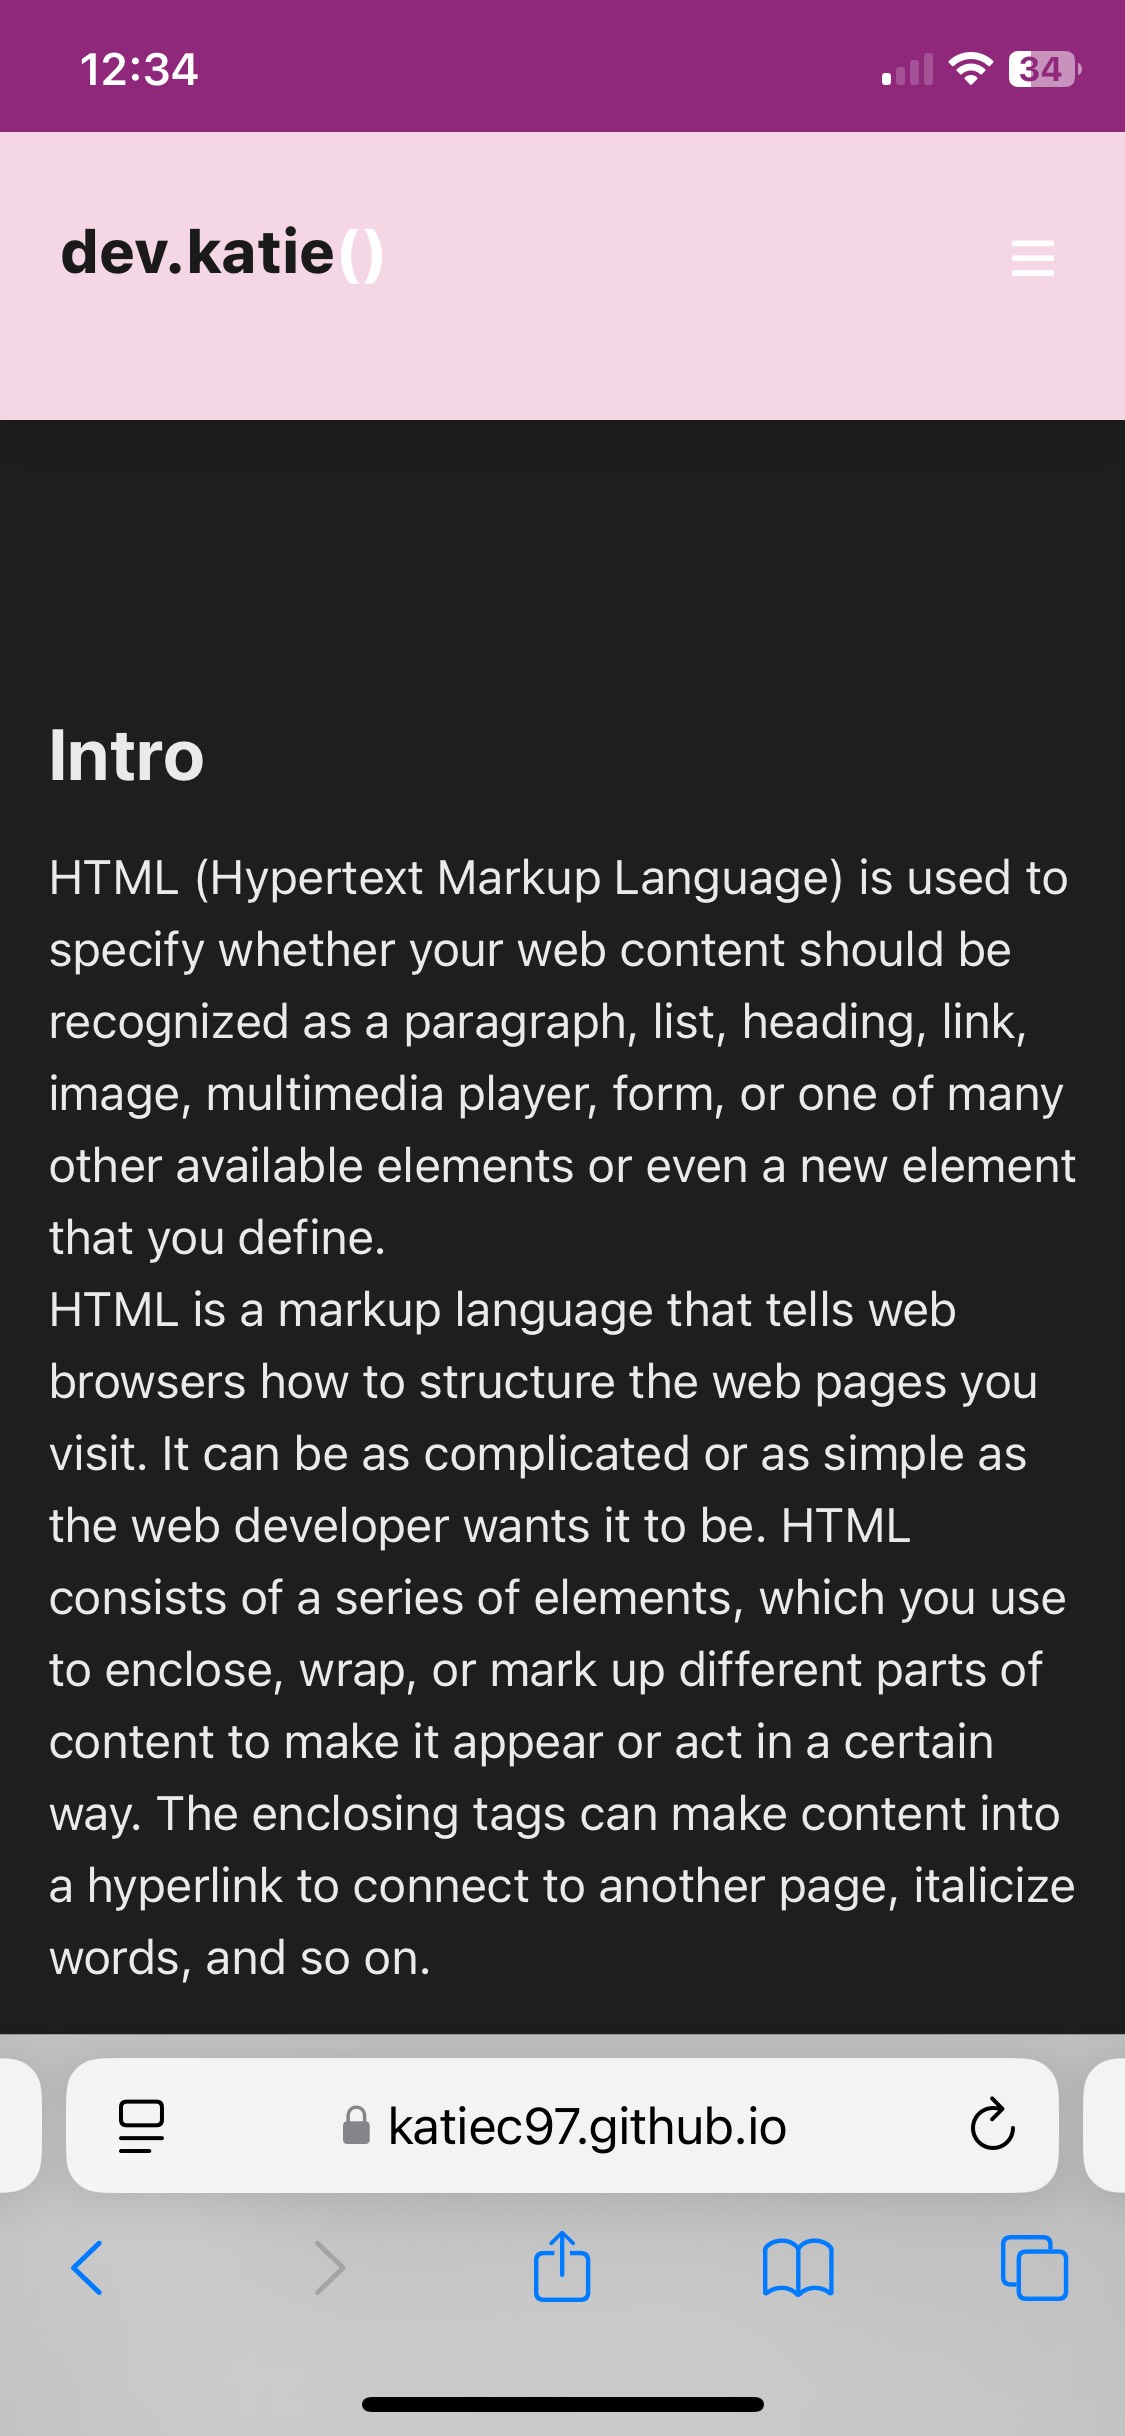 12:34
34
dev.katie()
Intro
HTML (Hypertext Markup Language) is used to
specify whether your web content should be
recognized as a paragraph, list, heading, link,
image, multimedia player, form, or one of many
other available elements or even a new element
that you define.
HTML is a markup language that tells web
browsers how to structure the web pages you
visit. It can be as complicated or as simple as
the web developer wants it to be. HTML
consists of a series of elements, which you use
to enclose, wrap, or mark up different parts of
content to make it appear or act in a certain
way. The enclosing tags can make content into
a hyperlink to connect to another page, italicize
words, and so on.
katiec97.github.io